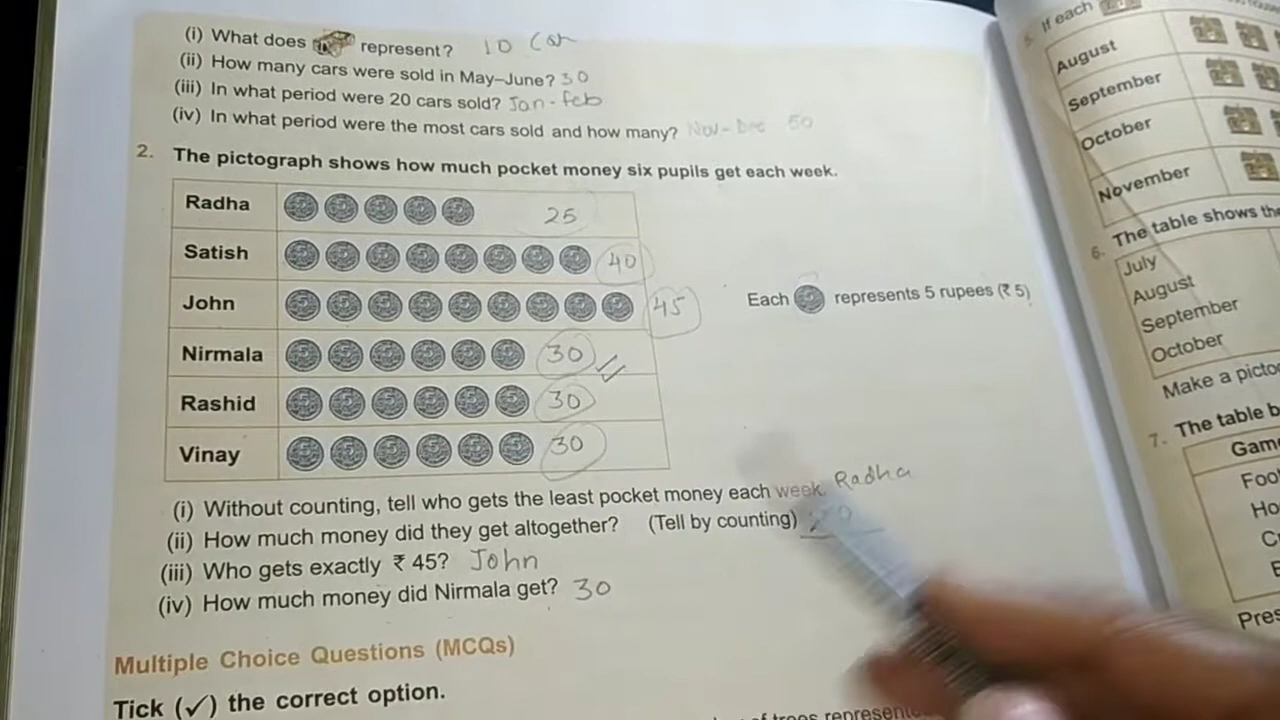 (i) What does represent? 10 Car
(ii) How many cars were sold in May–June? 30
(iii) In what period were 20 cars sold? Jan-Feb
(iv) In what period were the most cars sold and how many? Nov-Dec 50
2. The pictograph shows how much pocket money six pupils get each week.
Radha 25
Satish 40
John 45
Nirmala 30
Rashid 30
Vinay 30
Each represents 5 rupees (₹ 5)
(i) Without counting, tell who gets the least pocket money each week. Radha
(ii) How much money did they get altogether? (Tell by counting)
(iii) Who gets exactly ₹ 45? John
(iv) How much money did Nirmala get? 30
Multiple Choice Questions (MCQs)
Tick (✓) the correct option.
of trees represent
5. If each
August
September
October
November
6. The table shows the
July
August
September
October
Make a picto
7. The table b
Game
Foo
Ho
C
Pres